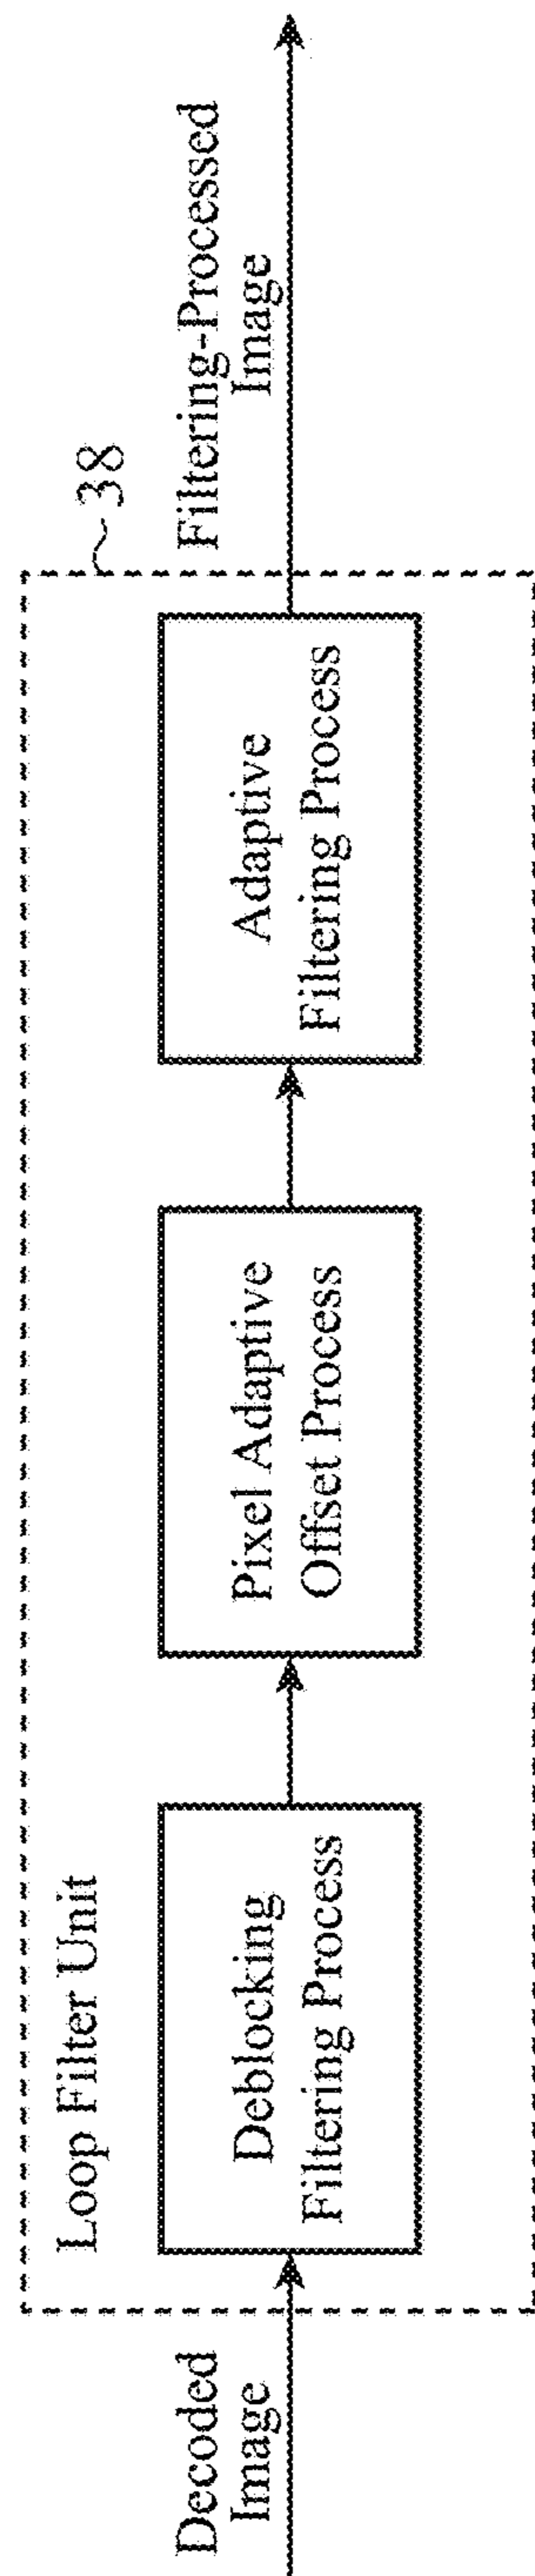 Loop Filter Unit
~38
Decoded
Image
Deblocking
Filtering Process
Pixel Adaptive
Offset Process
Adaptive
Filtering Process
Filtering-Processed
Image